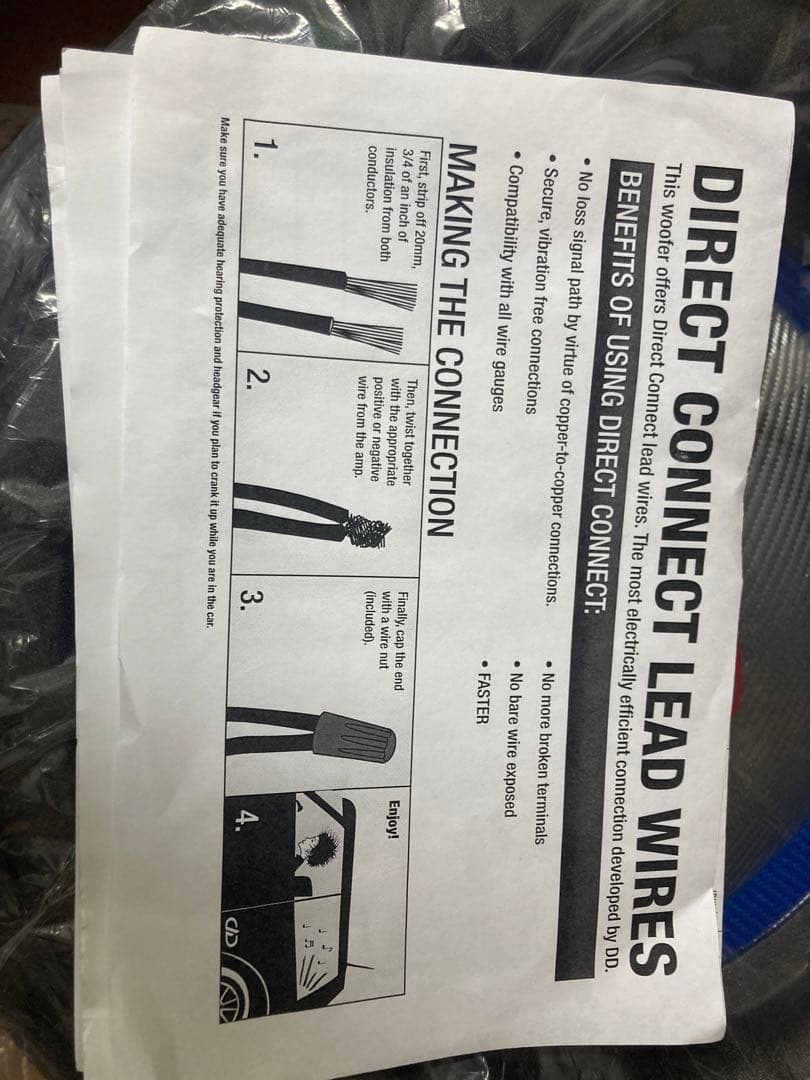 DIRECT CONNECT LEAD WIRES
This woofer offers Direct Connect lead wires. The most electrically efficient connection developed by DD.
BENEFITS OF USING DIRECT CONNECT:
• No loss signal path by virtue of copper-to-copper connections.
• Secure, vibration free connections
• Compatibility with all wire gauges
• No more broken terminals
• No bare wire exposed
• FASTER
MAKING THE CONNECTION
First, strip off 20mm,
3/4 of an inch of
insulation from both
conductors.
1.
Then, twist together
with the appropriate
positive or negative
wire from the amp.
2.
Finally, cap the end
with a wire nut
(included).
3.
Enjoy!
4.
Make sure you have adequate hearing protection and headgear if you plan to crank it up while you are in the car.